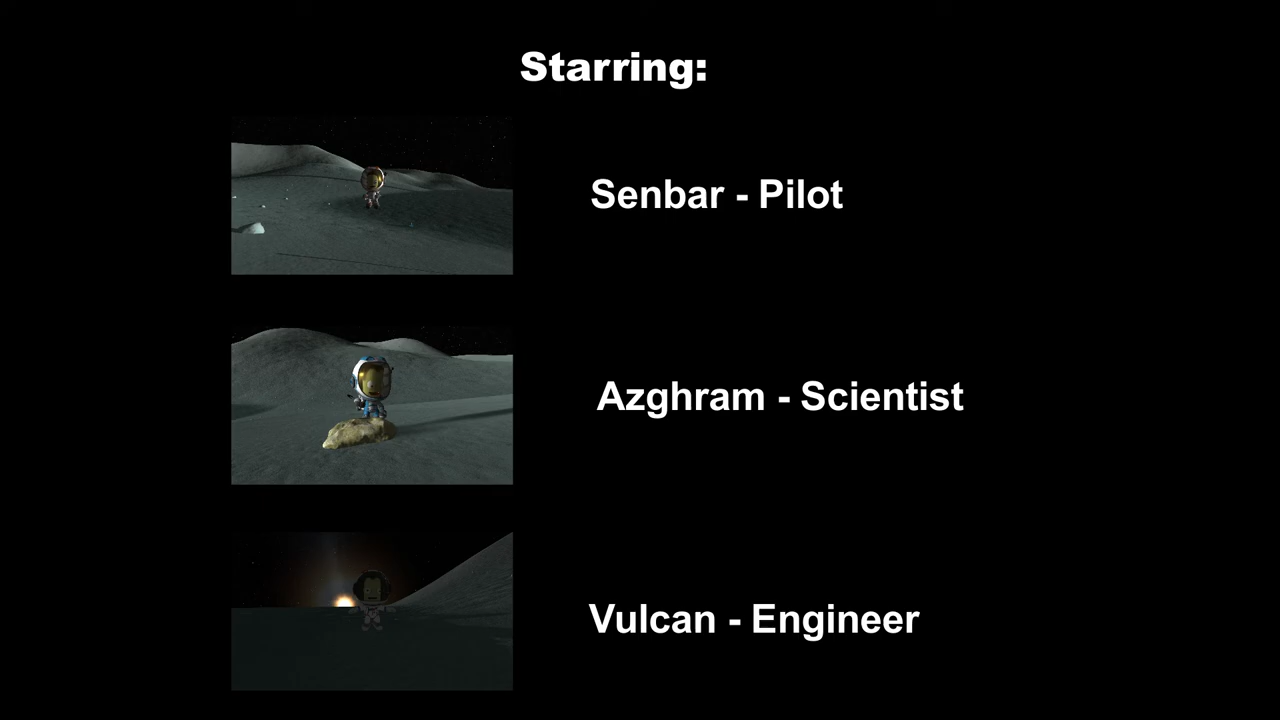 Starring:
Senbar - Pilot
Azghram - Scientist
Vulcan - Engineer